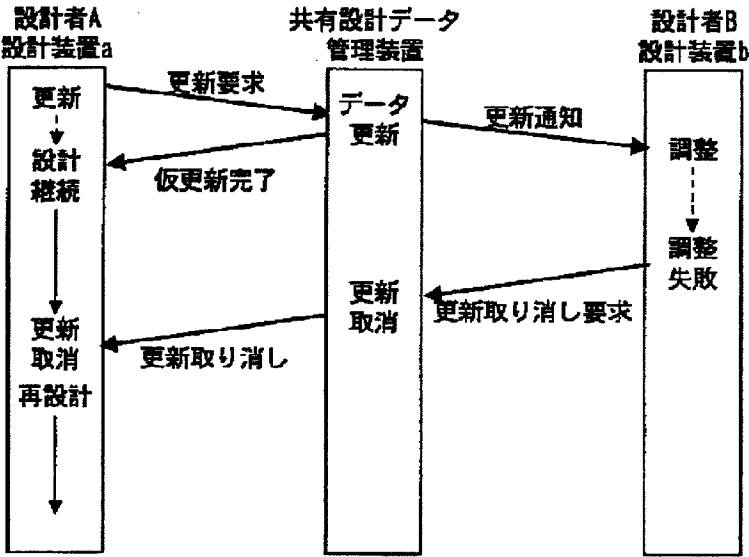 設計者A
設計装置a
共有設計データ
管理装置
設計者B
設計装置b
更新
更新要求
データ
更新
更新通知
調整
設計
継続
仮更新完了
調整
失敗
更新
取消
更新取り消し要求
更新
取消
更新取り消し
再設計